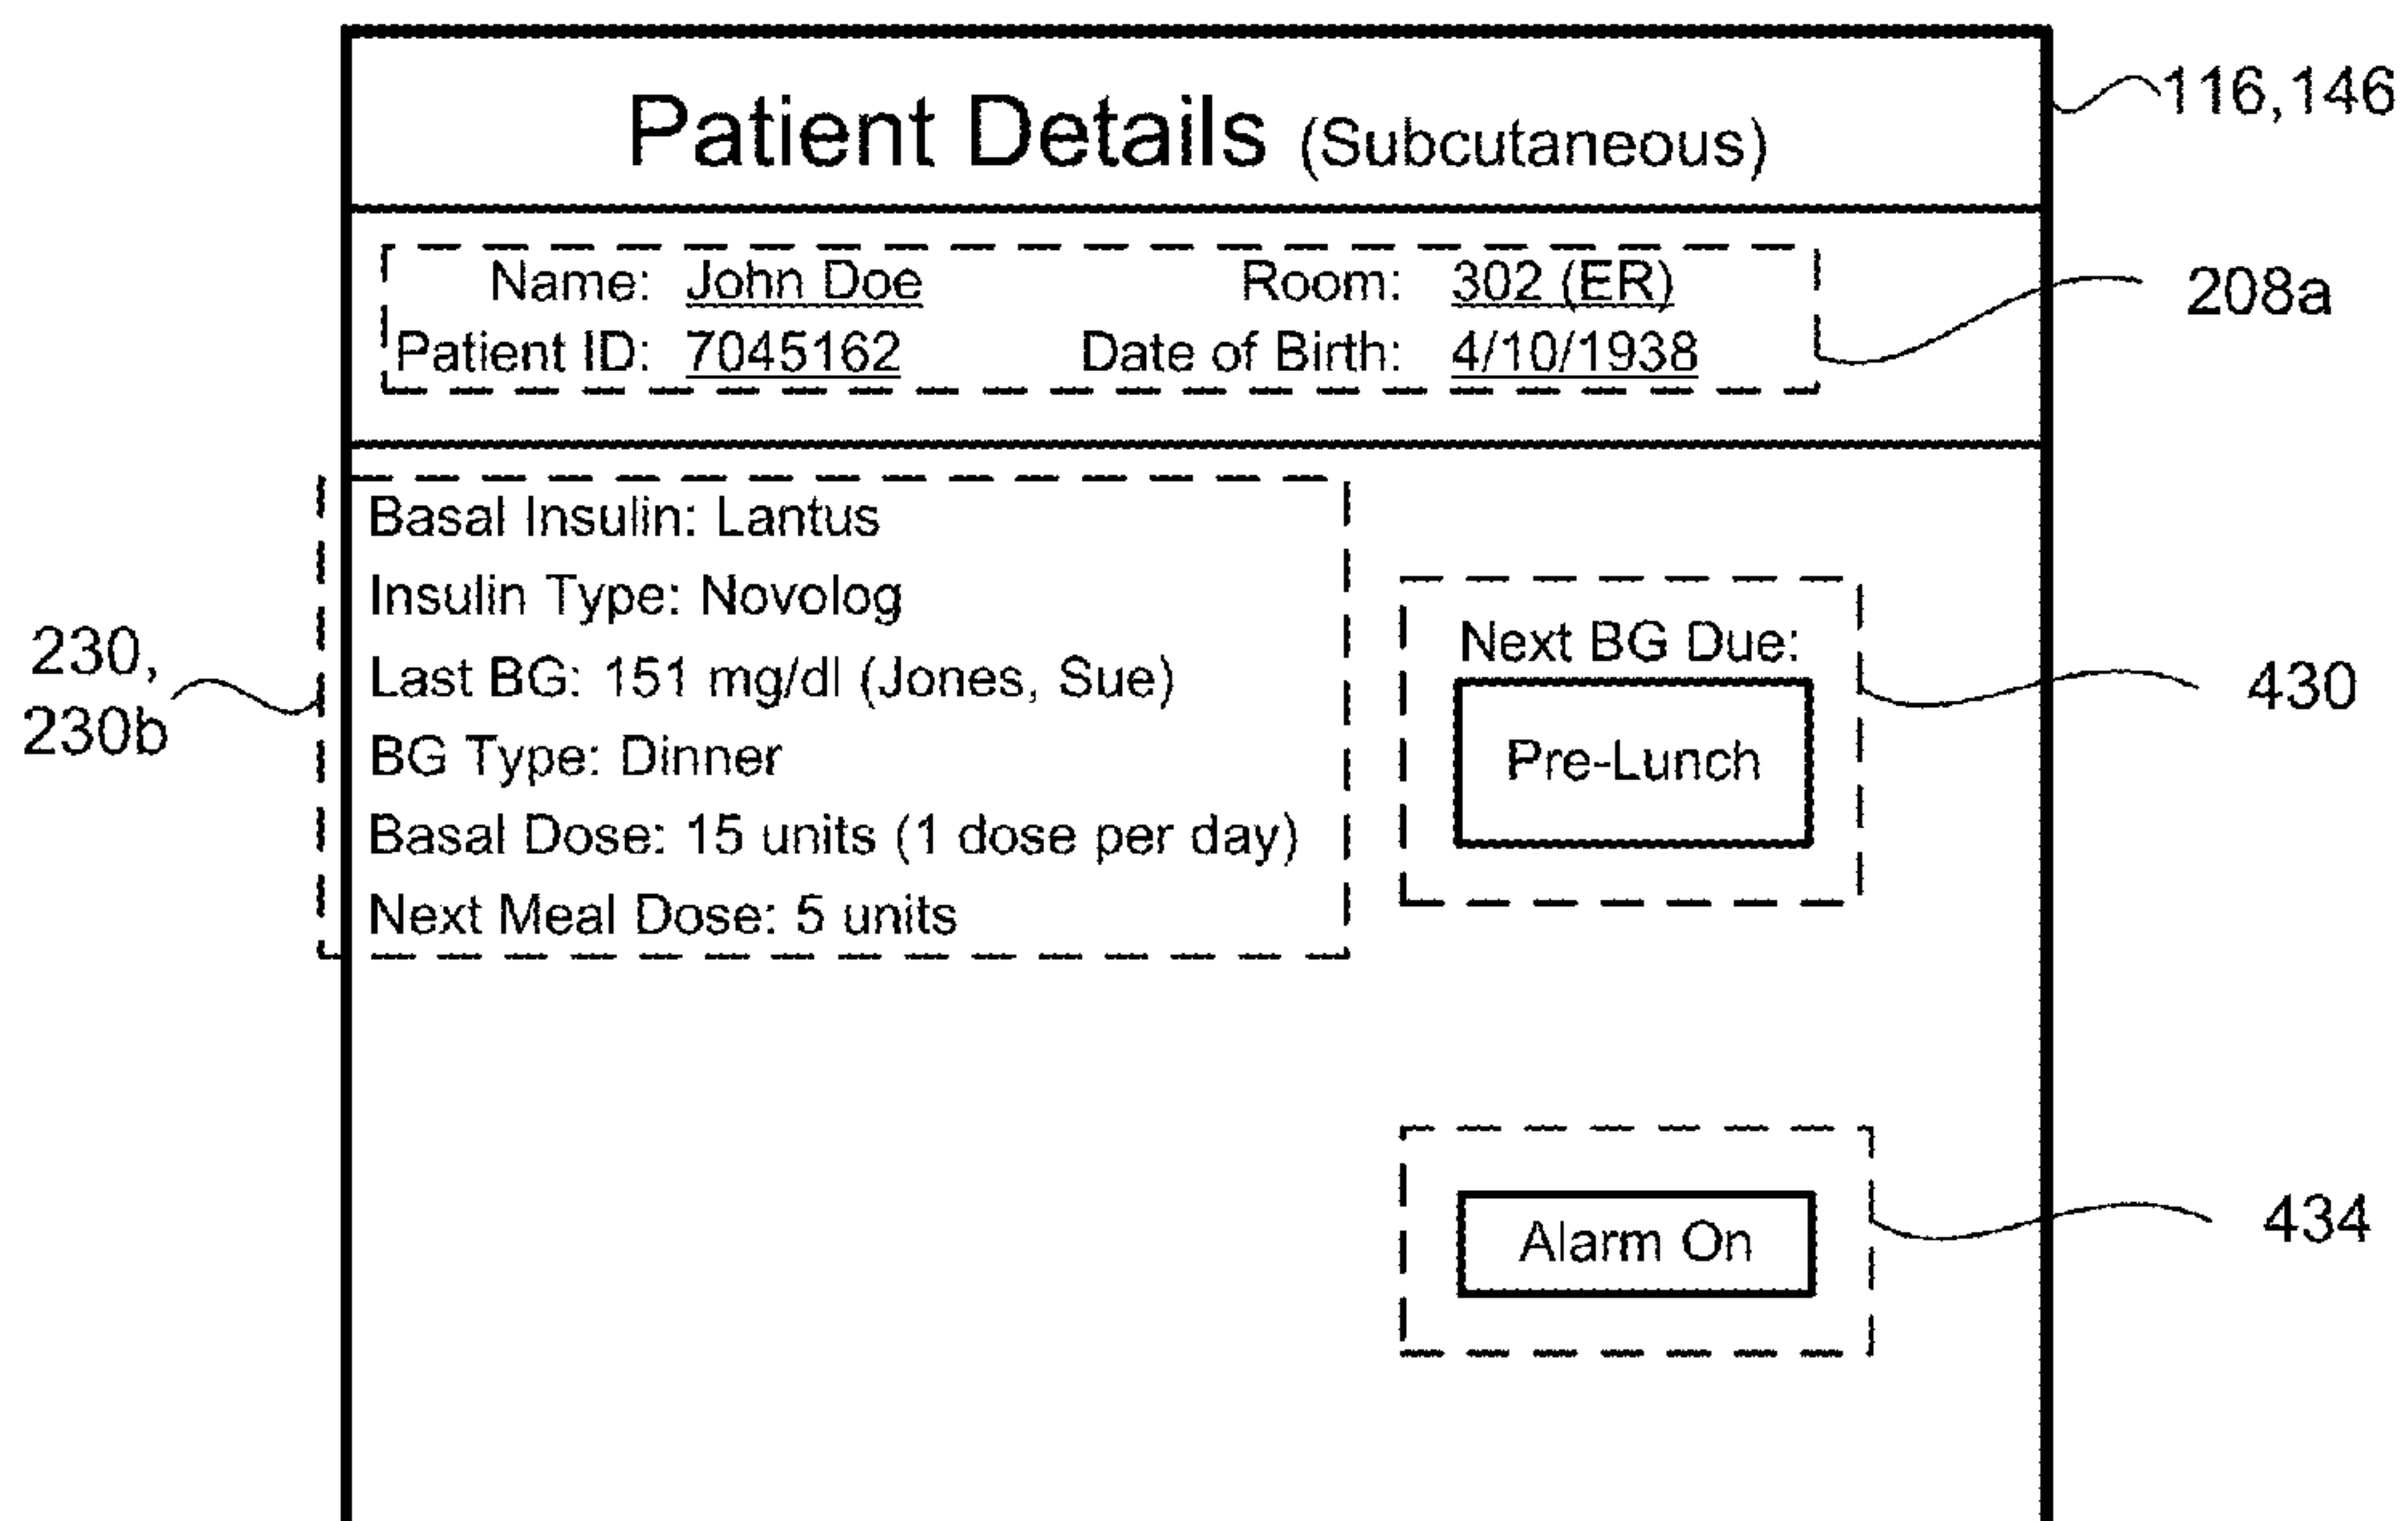 Patient Details (Subcutaneous)
116,146
Name: John Doe Room: 302 (ER)
Patient ID: 7045162 Date of Birth: 4/10/1938
208a
Basal Insulin: Lantus
Insulin Type: Novolog
Last BG: 151 mg/dl (Jones, Sue)
BG Type: Dinner
Basal Dose: 15 units (1 dose per day)
Next Meal Dose: 5 units
230,
230b
Next BG Due:
Pre-Lunch
430
Alarm On
434